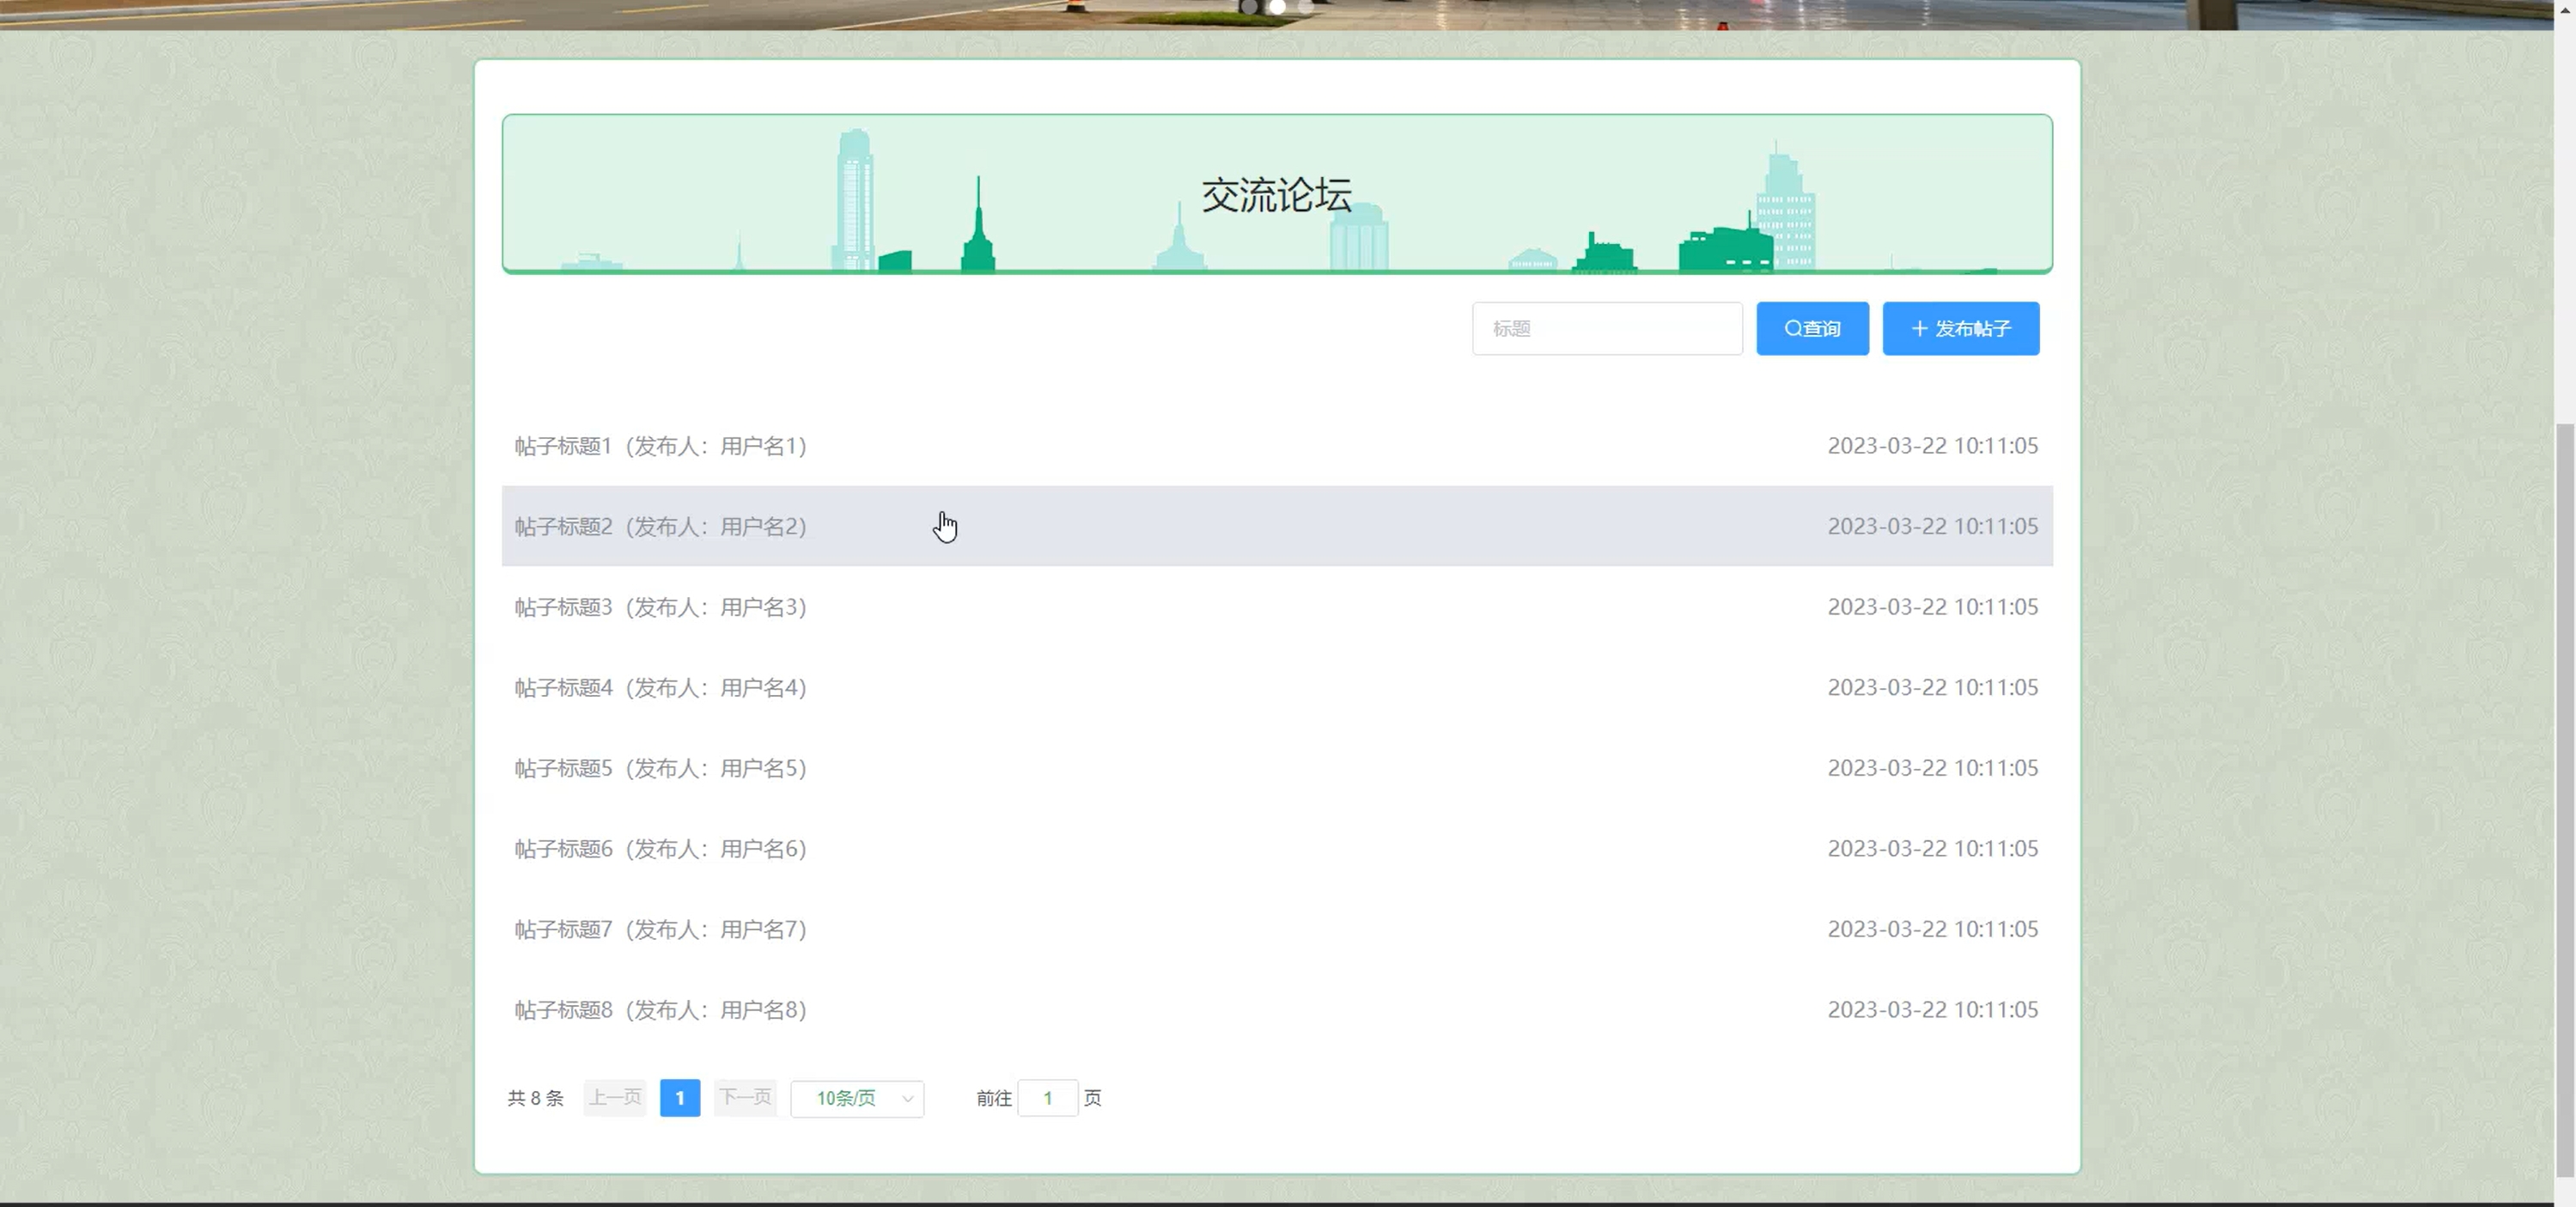 交流论坛
标题 查询 发布帖子
帖子标题1（发布人：用户名1） 2023-03-22 10:11:05
帖子标题2（发布人：用户名2） 2023-03-22 10:11:05
帖子标题3（发布人：用户名3） 2023-03-22 10:11:05
帖子标题4（发布人：用户名4） 2023-03-22 10:11:05
帖子标题5（发布人：用户名5） 2023-03-22 10:11:05
帖子标题6（发布人：用户名6） 2023-03-22 10:11:05
帖子标题7（发布人：用户名7） 2023-03-22 10:11:05
帖子标题8（发布人：用户名8） 2023-03-22 10:11:05
共 8 条 上一页 1 下一页 10条/页 前往 1 页